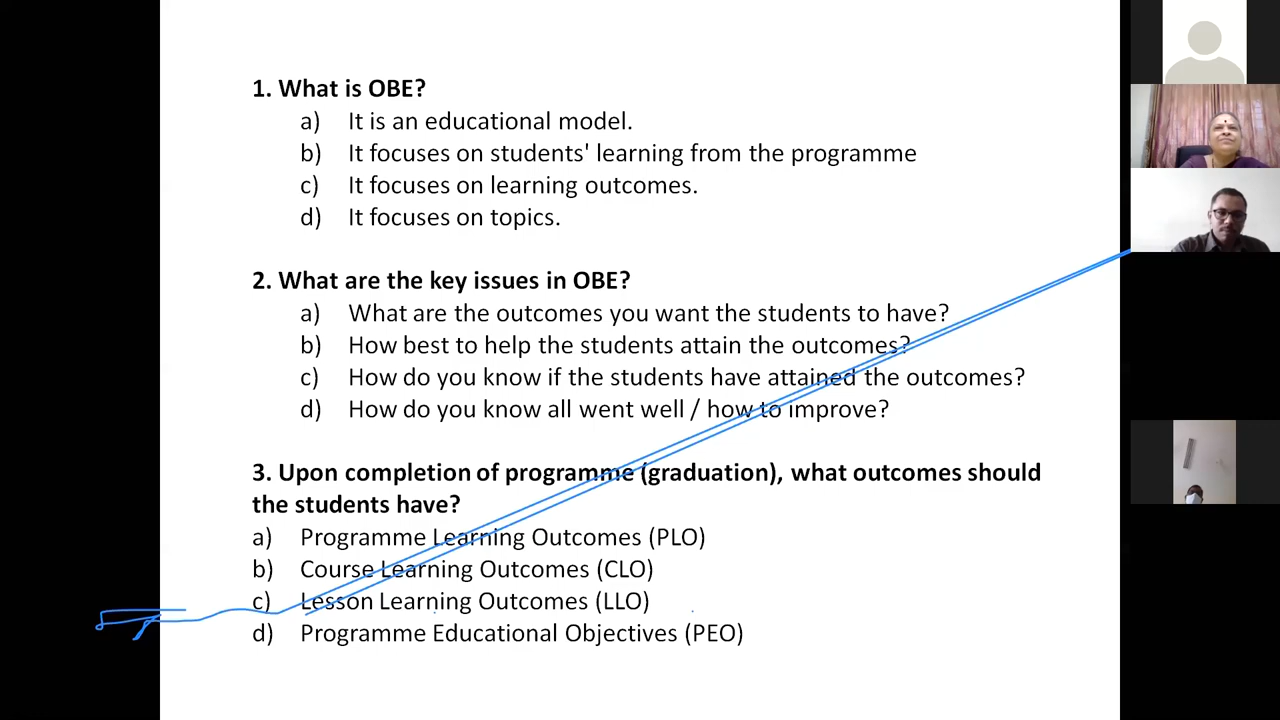 1. What is OBE?
a) It is an educational model.
b) It focuses on students' learning from the programme
c) It focuses on learning outcomes.
d) It focuses on topics.
2. What are the key issues in OBE?
a) What are the outcomes you want the students to have?
b) How best to help the students attain the outcomes?
c) How do you know if the students have attained the outcomes?
d) How do you know all went well / how to improve?
3. Upon completion of programme (graduation), what outcomes should
the students have?
a) Programme Learning Outcomes (PLO)
b) Course Learning Outcomes (CLO)
c) Lesson Learning Outcomes (LLO)
d) Programme Educational Objectives (PEO)